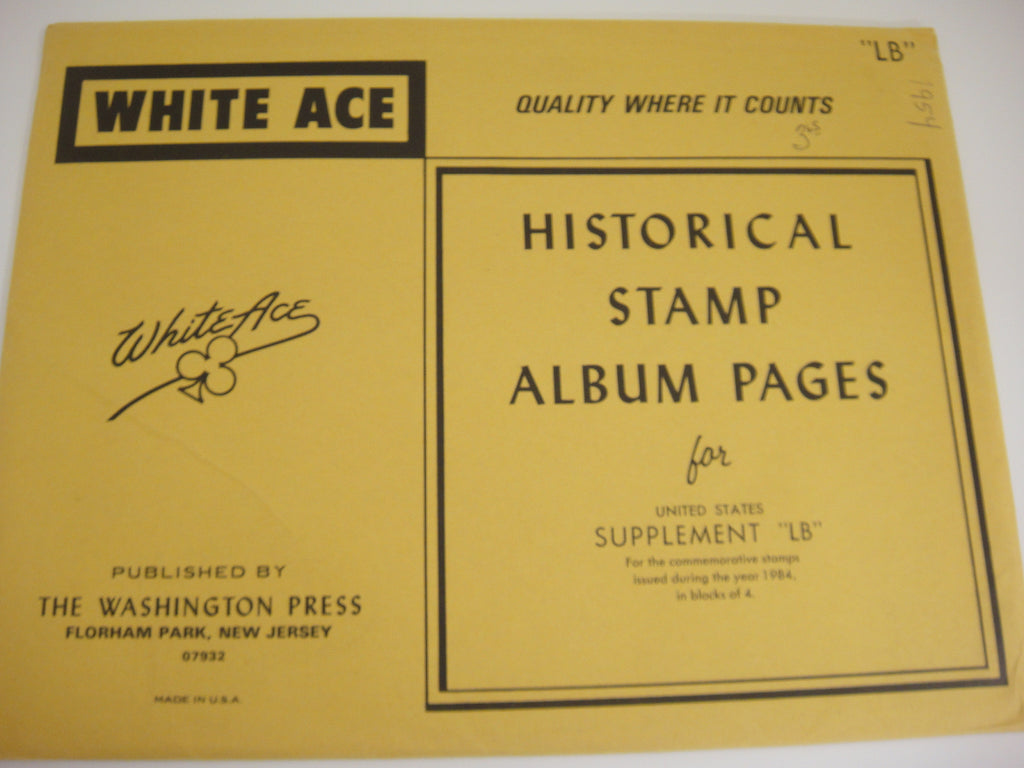 "LB"
WHITE ACE
QUALITY WHERE IT COUNTS
1954
HISTORICAL
STAMP
ALBUM PAGES
for
UNITED STATES
SUPPLEMENT "LB"
For the commemorative stamps
issued during the year 1984,
in blocks of 4.
White Ace
PUBLISHED BY
THE WASHINGTON PRESS
FLORHAM PARK, NEW JERSEY
07932
MADE IN U.S.A.